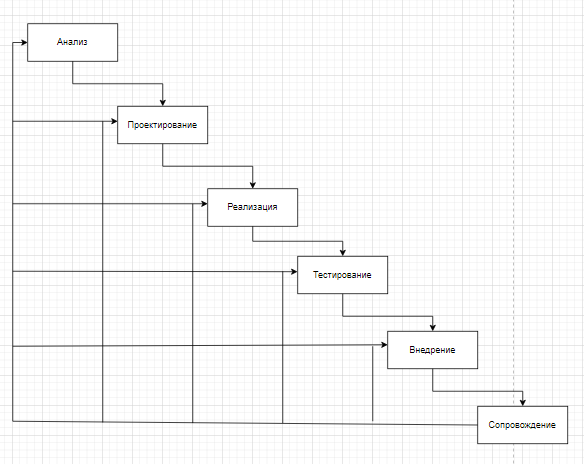 Анализ
Проектирование
Реализация
Тестирование
Внедрение
Сопровождение